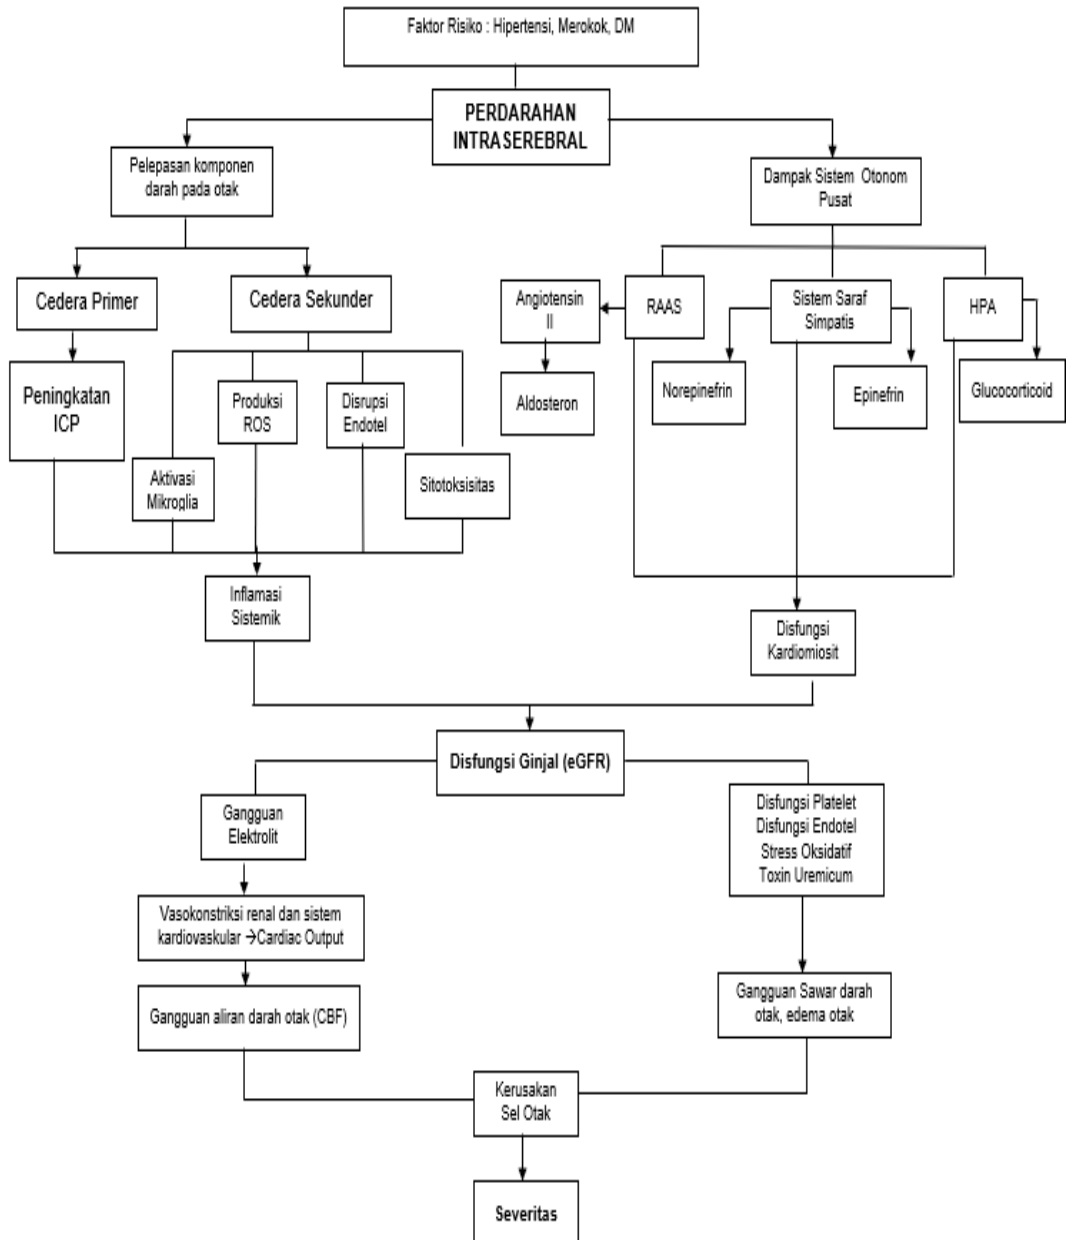 Faktor Risiko : Hipertensi, Merokok, DM
PERDARAHAN
INTRASEREBRAL
Pelepasan komponen
darah pada otak
Dampak Sistem Otonom
Pusat
Cedera Primer
Cedera Sekunder
Angiotensin
II
RAAS
Sistem Saraf
Simpatis
HPA
Peningkatan
ICP
Produksi
ROS
Disrupsi
Endotel
Aldosteron
Norepinefrin
Epinefrin
Glucocorticoid
Aktivasi
Mikroglia
Sitotoksisitas
Inflamasi
Sistemik
Disfungsi
Kardiomiosit
Disfungsi Ginjal (eGFR)
Gangguan
Elektrolit
Disfungsi Platelet
Disfungsi Endotel
Stress Oksidatif
Toxin Uremicum
Vasokonstriksi renal dan sistem
kardiovaskular →Cardiac Output
Gangguan aliran darah otak (CBF)
Gangguan Sawar darah
otak, edema otak
Kerusakan
Sel Otak
Severitas